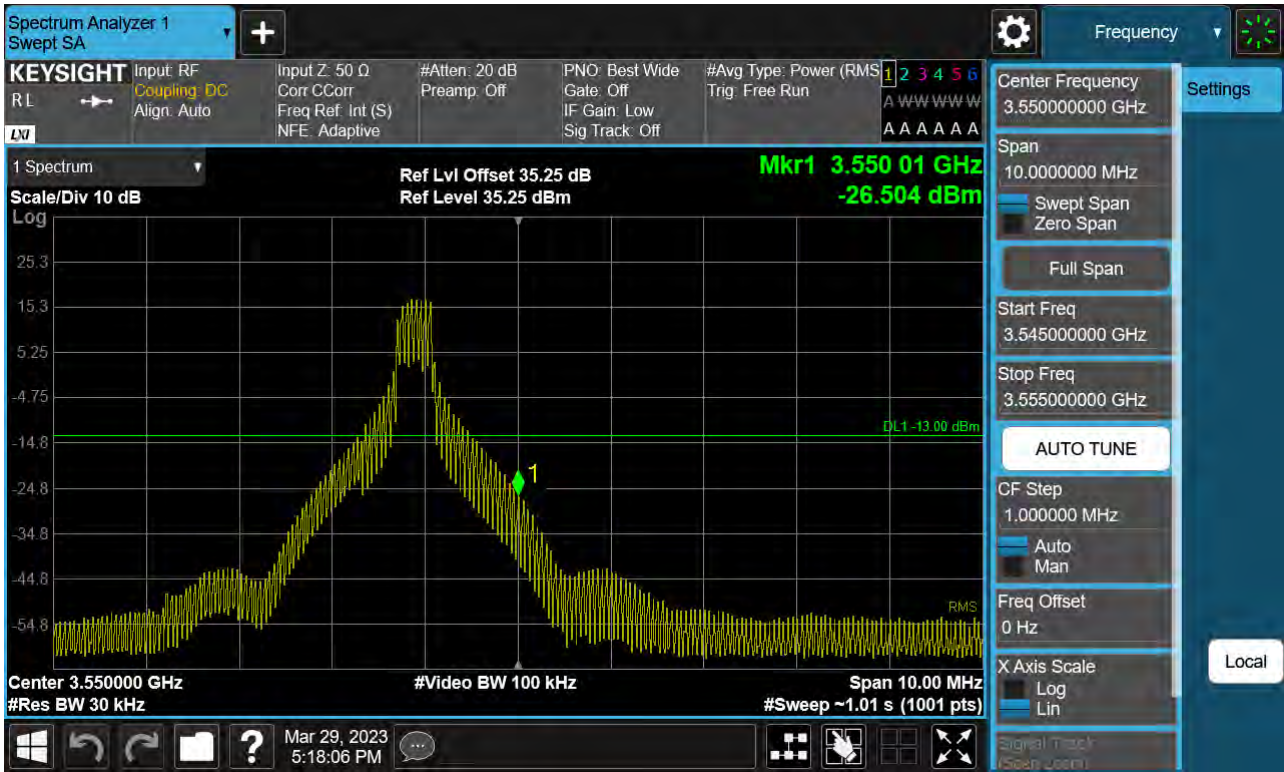 Spectrum Analyzer 1
Swept SA
+
Frequency
KEYSIGHT
RL
LXI
Input: RF
Coupling: DC
Align: Auto
Input Z: 50 Ω
Corr CCorr
Freq Ref: Int (S)
NFE: Adaptive
#Atten: 20 dB
Preamp: Off
PNO: Best Wide
Gate: Off
IF Gain: Low
Sig Track: Off
#Avg Type: Power (RMS
Trig: Free Run
1 2 3 4 5 6
A W W W W W
A A A A A A
1 Spectrum
Scale/Div 10 dB
Log
Ref Lvl Offset 35.25 dB
Ref Level 35.25 dBm
Mkr1 3.550 01 GHz
-26.504 dBm
25.3
15.3
5.25
-4.75
-14.8
-24.8
-34.8
-44.8
-54.8
DL1 -13.00 dBm
1
RMS
Center 3.550000 GHz
#Res BW 30 kHz
#Video BW 100 kHz
Span 10.00 MHz
#Sweep ~1.01 s (1001 pts)
Center Frequency
3.550000000 GHz
Span
10.0000000 MHz
Swept Span
Zero Span
Full Span
Start Freq
3.545000000 GHz
Stop Freq
3.555000000 GHz
AUTO TUNE
CF Step
1.000000 MHz
Auto
Man
Freq Offset
0 Hz
X Axis Scale
Log
Lin
Signal Track
(Span Zoom)
Settings
Local
?
Mar 29, 2023
5:18:06 PM